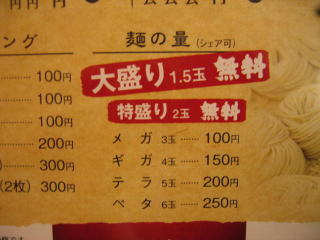 円円円
ング
100円
100円
100円
200円
300円
(2枚) 300円
麺の量 (シェア可)
大盛り 1.5玉 無料
特盛り 2玉 無料
メガ 3玉 …… 100円
ギガ 4玉 …… 150円
テラ 5玉 …… 200円
ペタ 6玉 …… 250円